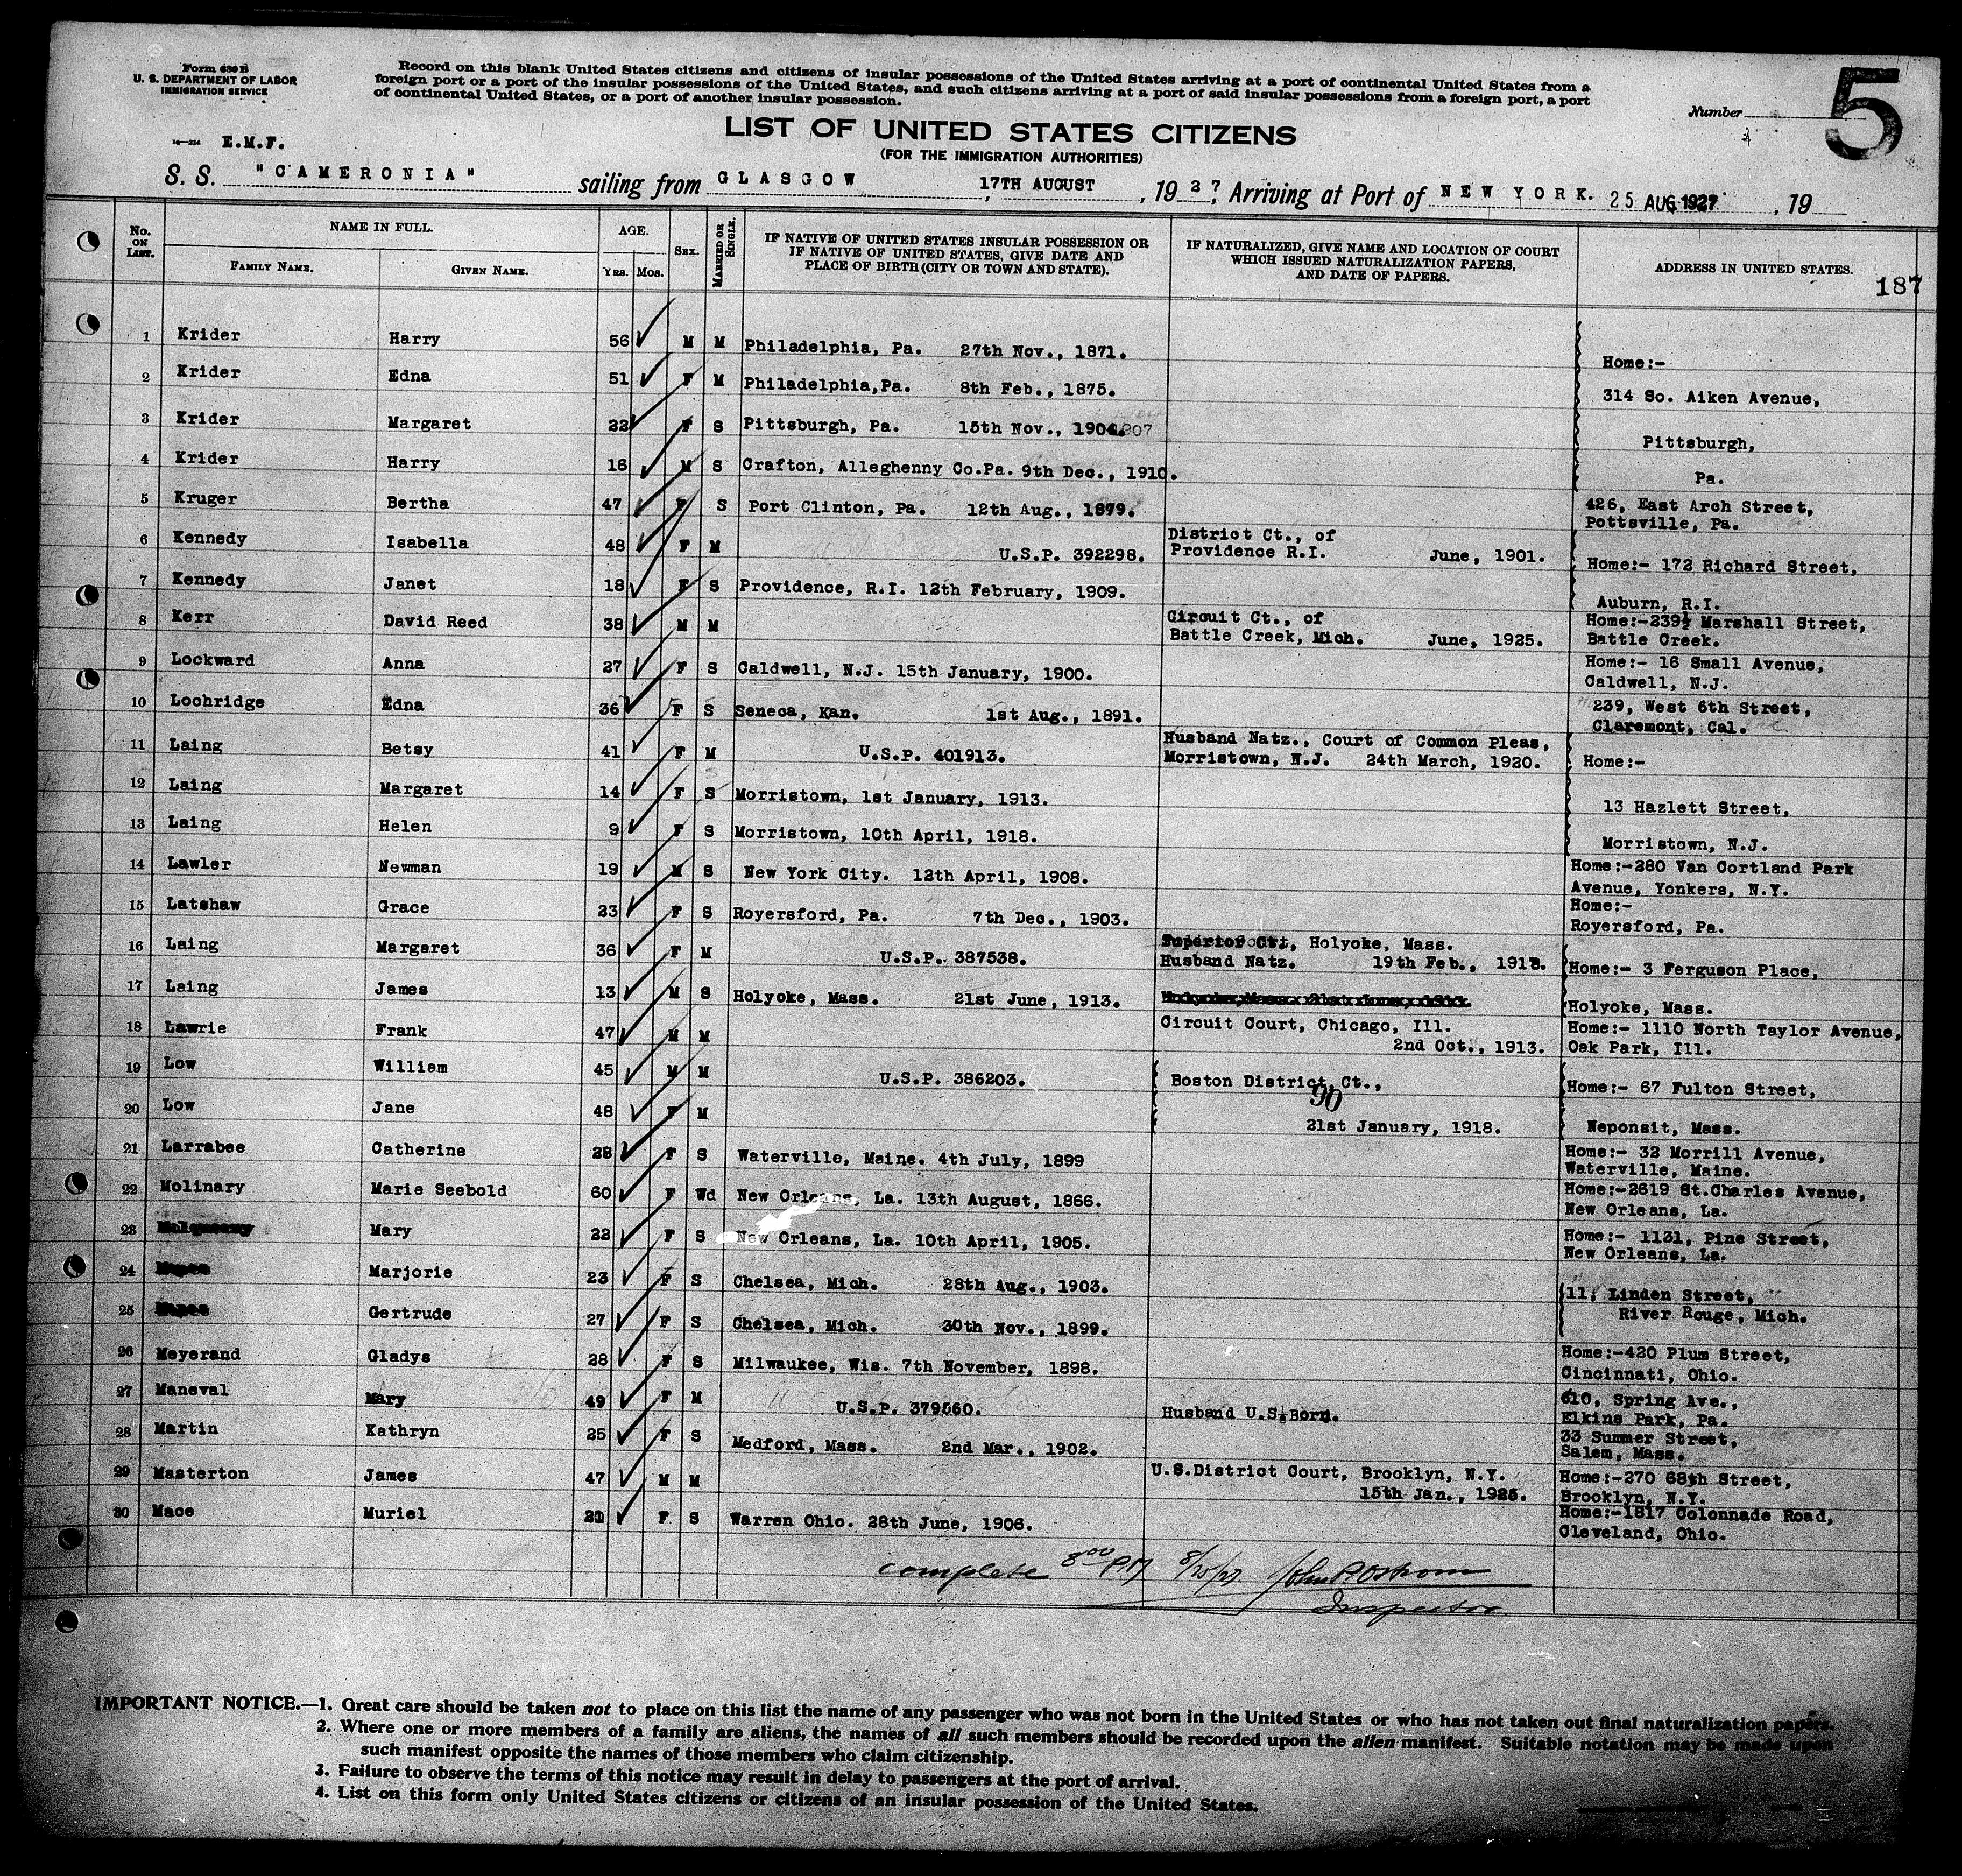 Form 630 B
U. S. DEPARTMENT OF LABOR
IMMIGRATION SERVICE
Record on this blank United States citizens and citizens of insular possessions of the United States arriving at a port of continental United States from a
foreign port or a port of the insular possessions of the United States, and such citizens arriving at a port of said insular possessions from a foreign port, a port
of continental United States, or a port of another insular possession.
Number
5
E.M.F.
LIST OF UNITED STATES CITIZENS
(FOR THE IMMIGRATION AUTHORITIES)
S. S. "CAMERONIA" sailing from GLASGOW, 17TH AUGUST, 1927, Arriving at Port of NEW YORK. 25 AUG 1927, 19
No. ON LIST. NAME IN FULL. AGE. SEX. MARRIED OR SINGLE. IF NATIVE OF UNITED STATES INSULAR POSSESSION OR IF NATIVE OF UNITED STATES, GIVE DATE AND PLACE OF BIRTH (CITY OR TOWN AND STATE). IF NATURALIZED, GIVE NAME AND LOCATION OF COURT WHICH ISSUED NATURALIZATION PAPERS, AND DATE OF PAPERS. ADDRESS IN UNITED STATES.
FAMILY NAME. GIVEN NAME. YRS. MOS.
187
1 Krider Harry 56 M M Philadelphia, Pa. 27th Nov., 1871. Home:-
2 Krider Edna 51 F M Philadelphia,Pa. 8th Feb., 1875. 314 So. Aiken Avenue,
3 Krider Margaret 22 F S Pittsburgh, Pa. 15th Nov., 1904. Pittsburgh,
4 Krider Harry 16 M S Crafton, Alleghenny Co.Pa. 9th Dec., 1910. Pa.
5 Kruger Bertha 47 F S Port Clinton, Pa. 12th Aug., 1879. 426, East Arch Street,
Pottsville, Pa.
6 Kennedy Isabella 48 F M U.S.P. 392298. District Ct., of
Providence R.I. June, 1901. Home:- 172 Richard Street,
7 Kennedy Janet 18 F S Providence, R.I. 12th February, 1909. Auburn, R.I.
8 Kerr David Reed 38 M M Circuit Ct., of
Battle Creek, Mich. June, 1925. Home:-239½ Marshall Street,
Battle Creek.
9 Lockward Anna 27 F S Caldwell, N.J. 15th January, 1900. Home:- 16 Small Avenue,
Caldwell, N.J.
10 Lochridge Edna 36 F S Seneca, Kan. 1st Aug., 1891. 239, West 6th Street,
Claremont, Cal.
11 Laing Betsy 41 F M U.S.P. 401913. Husband Natz., Court of Common Pleas,
Morristown, N.J. 24th March, 1920. Home:-
12 Laing Margaret 14 F S Morristown, 1st January, 1913. 13 Hazlett Street,
13 Laing Helen 9 F S Morristown, 10th April, 1918. Morristown, N.J.
14 Lawler Newman 19 M S New York City. 12th April, 1908. Home:-280 Van Cortland Park
Avenue, Yonkers, N.Y.
15 Latshaw Grace 23 F S Royersford, Pa. 7th Dec., 1903. Home:-
Royersford, Pa.
16 Laing Margaret 36 F M U.S.P. 387538. Superior Ct., Holyoke, Mass.
Husband Natz. 19th Feb., 1918. Home:- 3 Ferguson Place,
17 Laing James 13 M S Holyoke, Mass. 21st June, 1913. Holyoke, Mass.
18 Lawrie Frank 47 M M Circuit Court, Chicago, Ill.
2nd Oct., 1913. Home:- 1110 North Taylor Avenue,
Oak Park, Ill.
19 Low William 45 M M U.S.P. 386203. Boston District Ct., Home:- 67 Fulton Street,
90
20 Low Jane 48 F M 21st January, 1918. Neponsit, Mass.
21 Larrabee Catherine 28 F S Waterville, Maine. 4th July, 1899 Home:- 32 Morrill Avenue,
Waterville, Maine.
22 Molinary Marie Seebold 60 F Wd New Orleans, La. 13th August, 1866. Home:-2619 St.Charles Avenue,
New Orleans, La.
23 Mary 22 F S New Orleans, La. 10th April, 1905. Home:- 1131, Pine Street,
New Orleans, La.
24 Marjorie 23 F S Chelsea, Mich. 28th Aug., 1903. 11, Linden Street,
25 Gertrude 27 F S Chelsea, Mich. 30th Nov., 1899. River Rouge, Mich.
26 Meyerand Gladys 28 F S Milwaukee, Wis. 7th November, 1898. Home:-420 Plum Street,
Cincinnati, Ohio.
27 Maneval Mary 49 F M U.S.P. 379560. Husband U.S.Born. 610, Spring Ave.,
Elkins Park, Pa.
28 Martin Kathryn 25 F S Medford, Mass. 2nd Mar., 1902. 33 Summer Street,
Salem, Mass.
29 Masterton James 47 M M U.S.District Court, Brooklyn, N.Y.
15th Jan., 1925. Home:-270 68th Street,
Brooklyn, N.Y.
30 Mace Muriel 21 F S Warren Ohio. 28th June, 1906. Home:-1817 Colonnade Road,
Cleveland, Ohio.
complete 8 00 PM 8/25/27 John P. Ostrom
Inspector
IMPORTANT NOTICE.—1. Great care should be taken not to place on this list the name of any passenger who was not born in the United States or who has not taken out final naturalization papers.
2. Where one or more members of a family are aliens, the names of all such members should be recorded upon the alien manifest. Suitable notation may be made upon
such manifest opposite the names of those members who claim citizenship.
3. Failure to observe the terms of this notice may result in delay to passengers at the port of arrival.
4. List on this form only United States citizens or citizens of an insular possession of the United States.